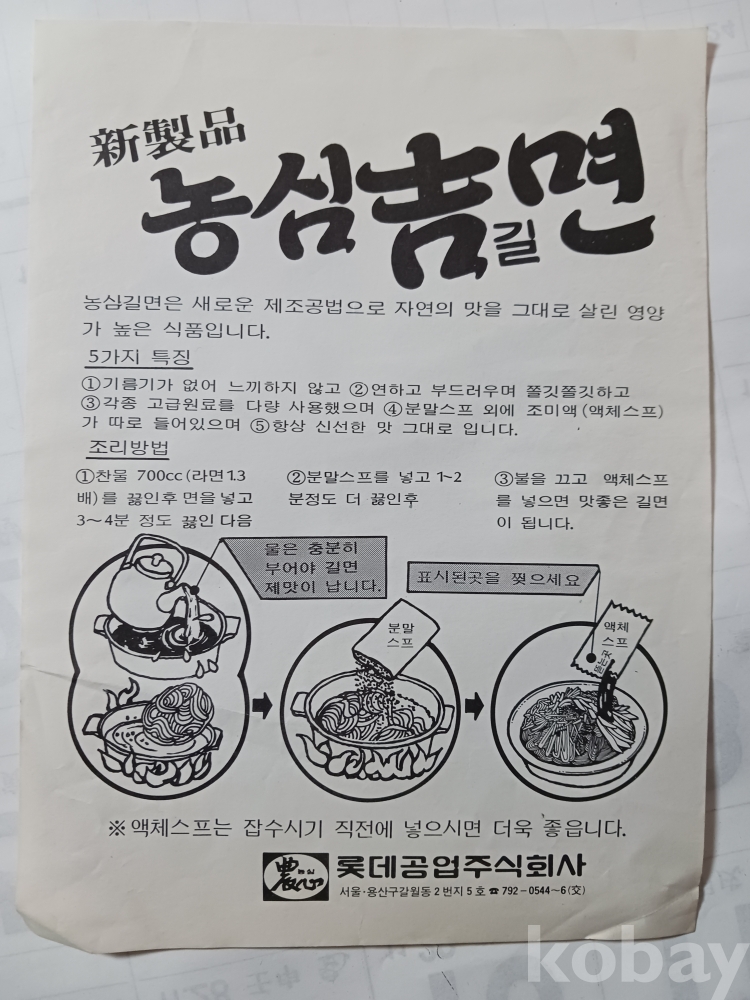 新製品
농심吉면
길
농심길면은 새로운 제조공법으로 자연의 맛을 그대로 살린 영양
가 높은 식품입니다.
5가지 특징
①기름기가 없어 느끼하지 않고 ②연하고 부드러우며 쫄깃쫄깃하고
③각종 고급원료를 다량 사용했으며 ④분말스프 외에 조미액(액체스프)
가 따로 들어있으며 ⑤항상 신선한 맛 그대로 입니다.
조리방법
①찬물 700cc(라면1.3
배)를 끓인후 면을 넣고
3~4분 정도 끓인 다음
②분말스프를 넣고 1~2
분정도 더 끓인후
③불을 끄고 액체스프
를 넣으면 맛좋은 길면
이 됩니다.
물은 충분히
부어야 길면
제맛이 납니다.
표시된곳을 찢으세요
분말
스프
액체
스프
뜯는곳
※액체스프는 잡수시기 직전에 넣으시면 더욱 좋읍니다.
농심
롯데공업주식회사
서울·용산구갈월동 2 번지 5 호 ☎ 792-0544~6 (交)
kobay